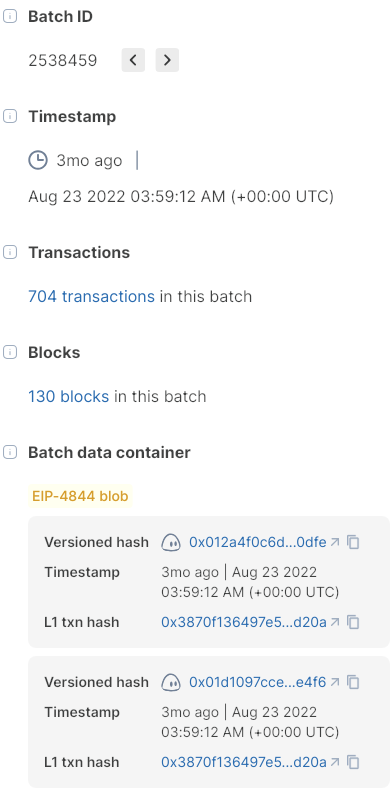 Batch ID
2538459
Timestamp
3mo ago |
Aug 23 2022 03:59:12 AM (+00:00 UTC)
Transactions
704 transactions in this batch
Blocks
130 blocks in this batch
Batch data container
EIP-4844 blob
Versioned hash 0x012a4f0c6d...0dfe
Timestamp 3mo ago | Aug 23 2022
03:59:12 AM (+00:00 UTC)
L1 txn hash 0x3870f136497e5...d20a
Versioned hash 0x01d1097cce...e4f6
Timestamp 3mo ago | Aug 23 2022
03:59:12 AM (+00:00 UTC)
L1 txn hash 0x3870f136497e5...d20a